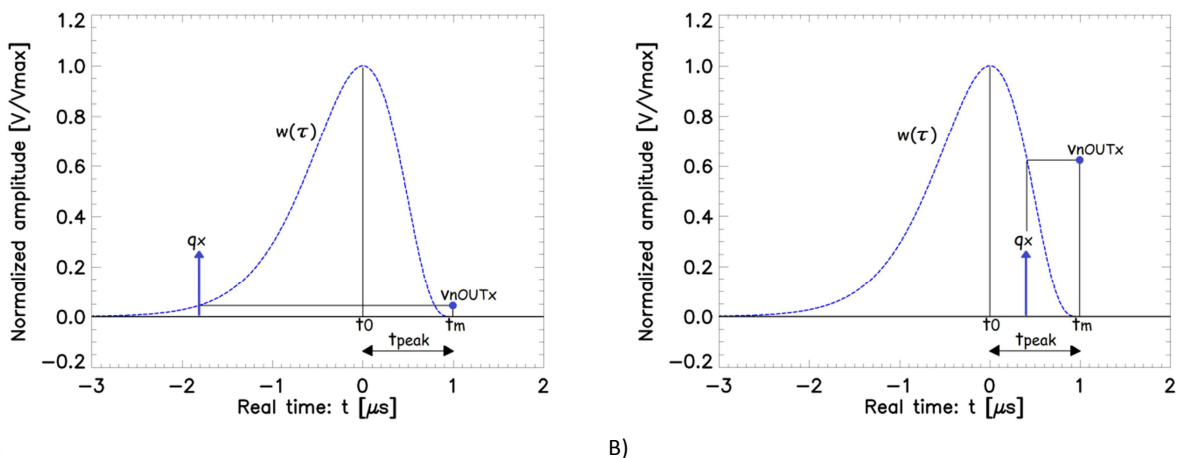 Normalized amplitude [V/Vmax]
1.2
1.0
0.8
0.6
0.4
0.2
0.0
−0.2
w(τ)
qx
vnOUTx
t0
tm
tpeak
−3 −2 −1 0 1 2
Real time: t [μs]
Normalized amplitude [V/Vmax]
1.2
1.0
0.8
0.6
0.4
0.2
0.0
−0.2
w(τ)
vnOUTx
qx
t0
tm
tpeak
−3 −2 −1 0 1 2
Real time: t [μs]
B)